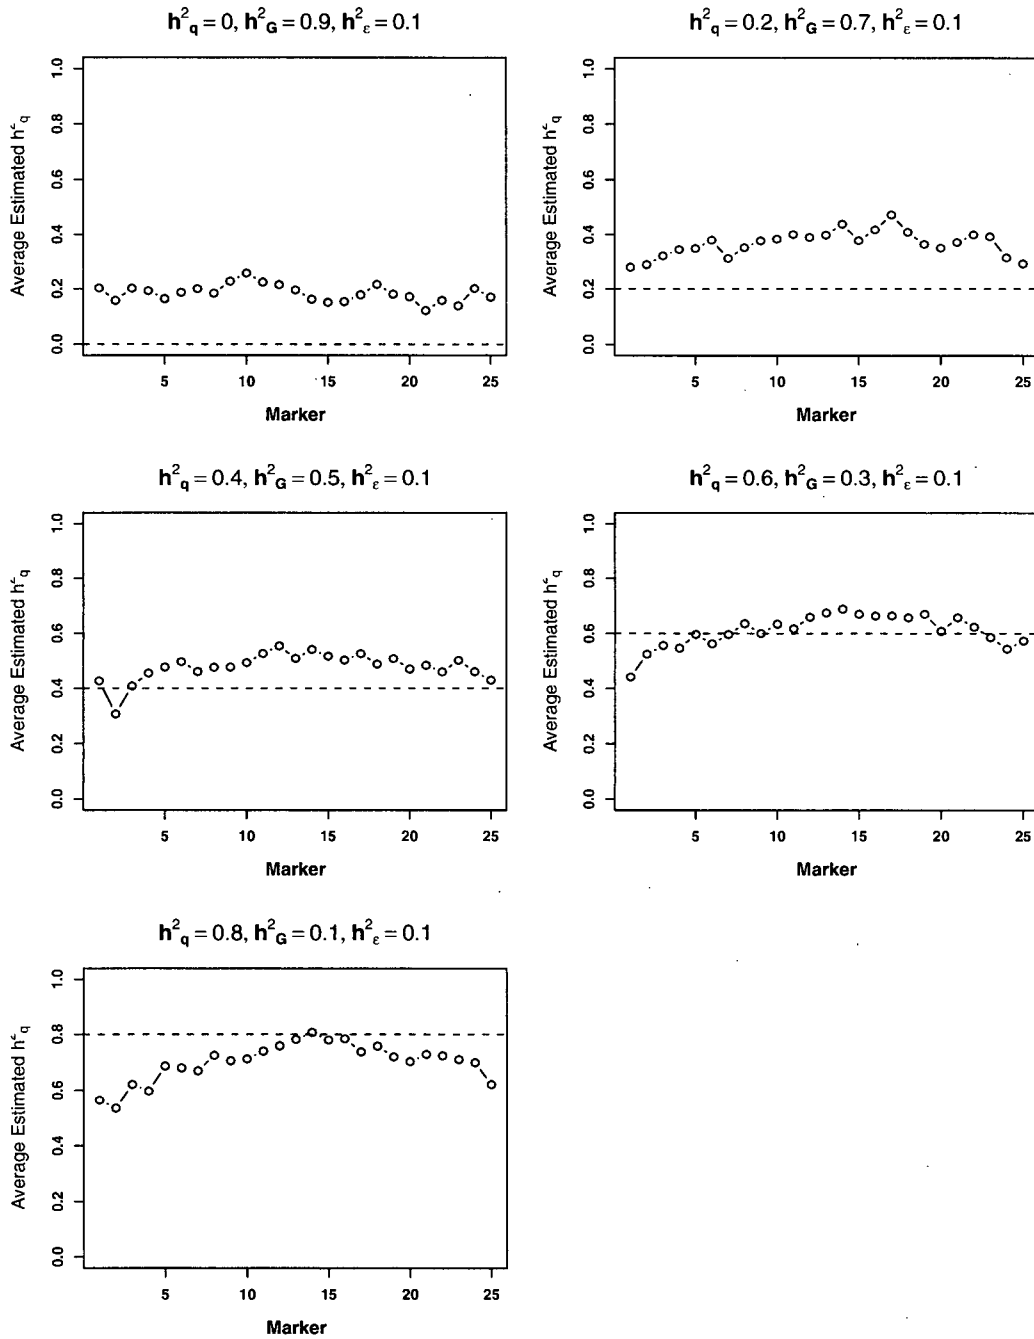 h²q = 0, h²G = 0.9, h²ε = 0.1
Average Estimated h²q
0.0 0.2 0.4 0.6 0.8 1.0
5 10 15 20 25
Marker
h²q = 0.2, h²G = 0.7, h²ε = 0.1
Average Estimated h²q
0.0 0.2 0.4 0.6 0.8 1.0
5 10 15 20 25
Marker
h²q = 0.4, h²G = 0.5, h²ε = 0.1
Average Estimated h²q
0.0 0.2 0.4 0.6 0.8 1.0
5 10 15 20 25
Marker
h²q = 0.6, h²G = 0.3, h²ε = 0.1
Average Estimated h²q
0.0 0.2 0.4 0.6 0.8 1.0
5 10 15 20 25
Marker
h²q = 0.8, h²G = 0.1, h²ε = 0.1
Average Estimated h²q
0.0 0.2 0.4 0.6 0.8 1.0
5 10 15 20 25
Marker